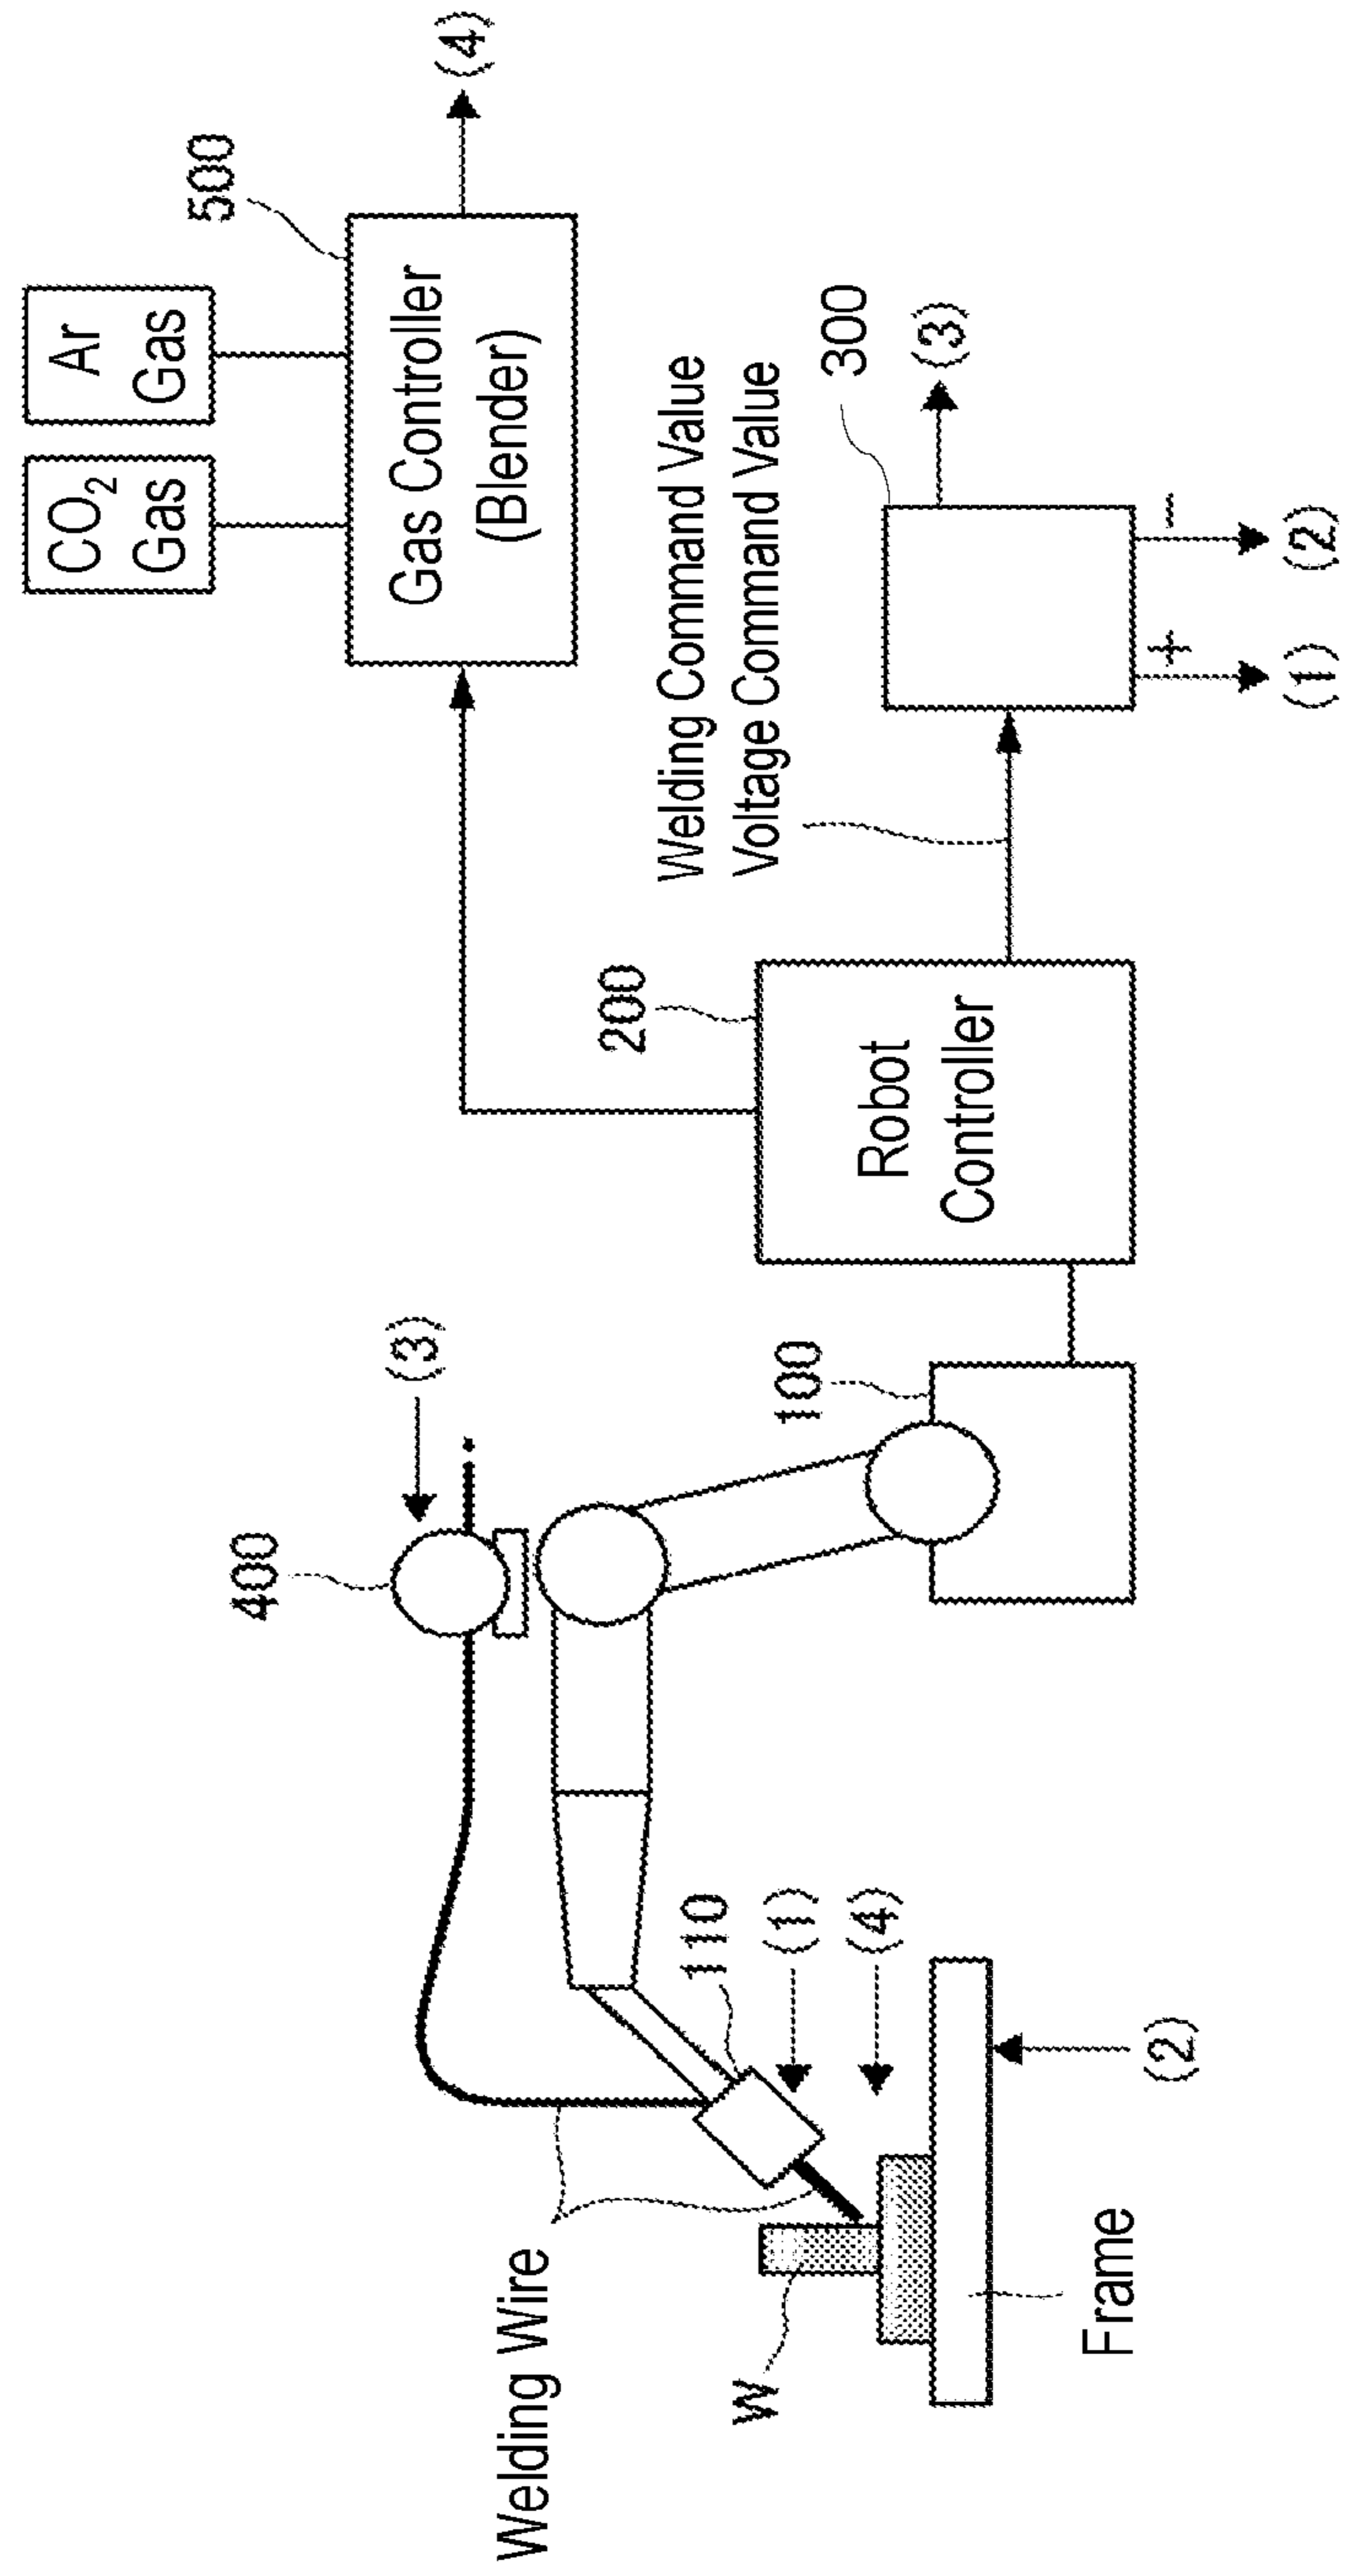 CO₂
Gas
Ar
Gas
500
Gas Controller
(Blender)
(4)
400
(3)
Welding Command Value
Voltage Command Value
200
300
Robot
Controller
(3)
+
−
(1)
(2)
Welding Wire
110
(1)
(4)
100
W
Frame
(2)